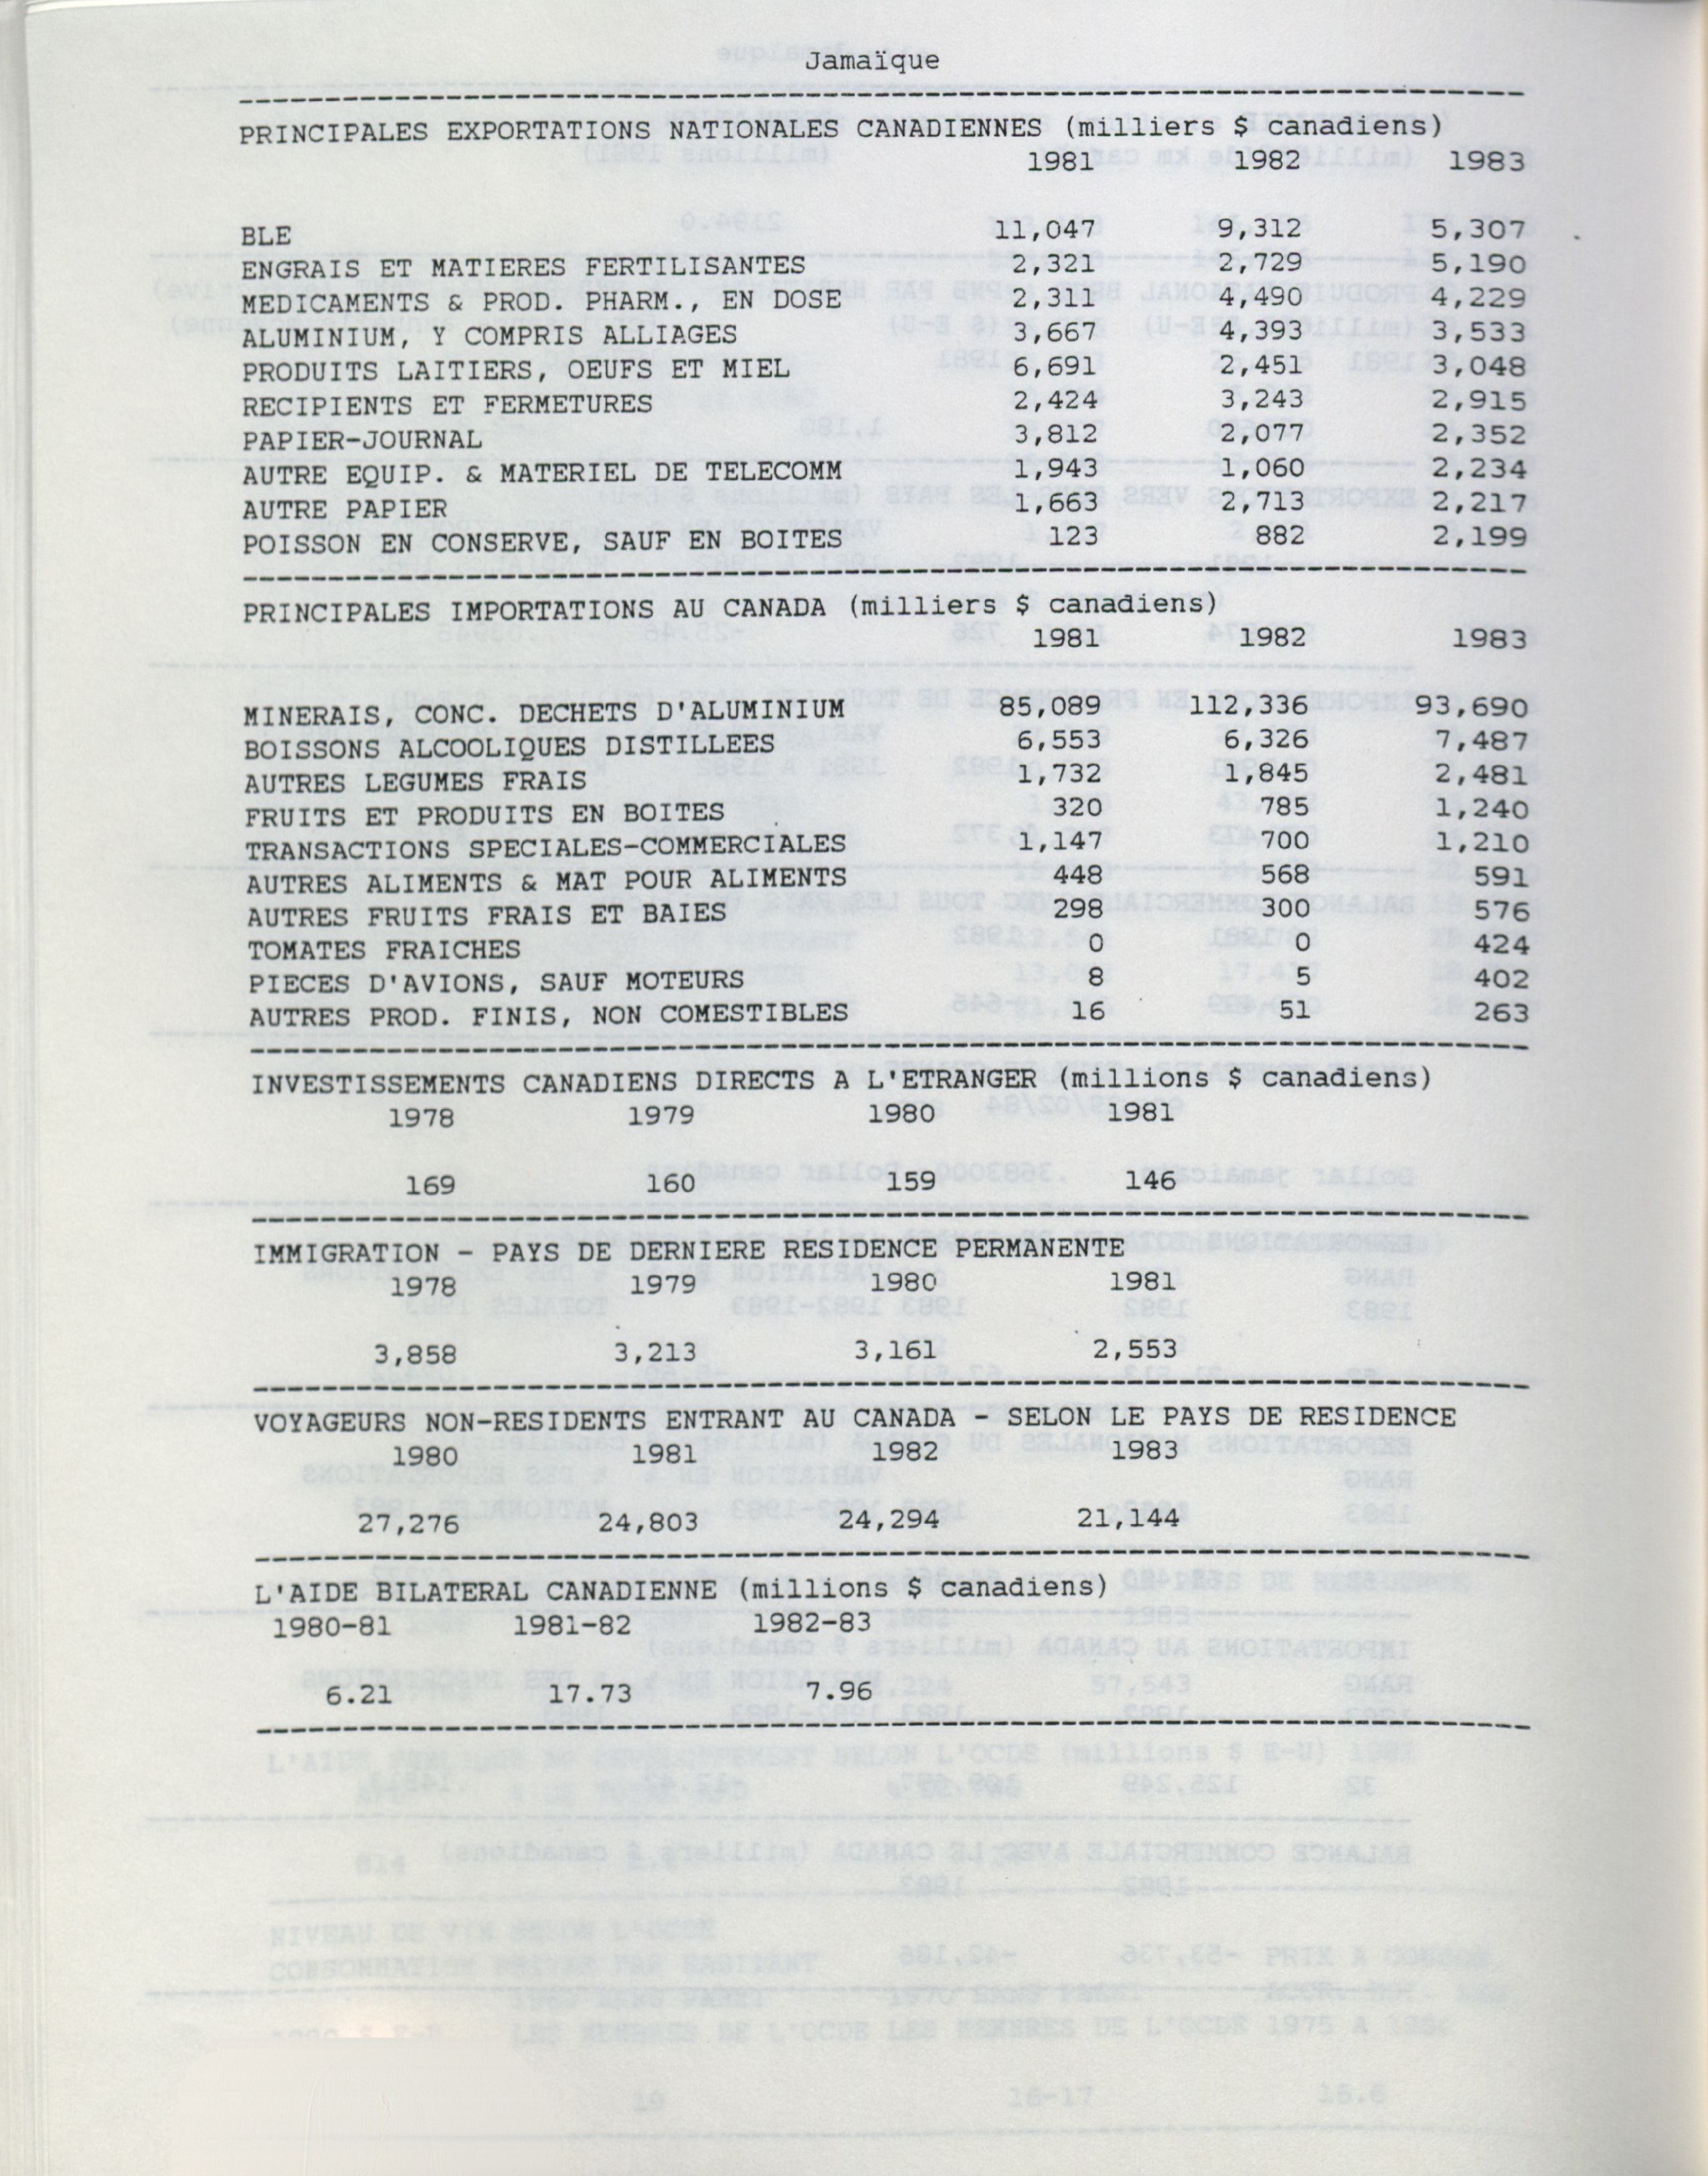 Jamaïque
PRINCIPALES EXPORTATIONS NATIONALES CANADIENNES (milliers $ canadiens)
1981 1982 1983
BLE 11,047 9,312 5,307
ENGRAIS ET MATIERES FERTILISANTES 2,321 2,729 5,190
MEDICAMENTS & PROD. PHARM., EN DOSE 2,311 4,490 4,229
ALUMINIUM, Y COMPRIS ALLIAGES 3,667 4,393 3,533
PRODUITS LAITIERS, OEUFS ET MIEL 6,691 2,451 3,048
RECIPIENTS ET FERMETURES 2,424 3,243 2,915
PAPIER-JOURNAL 3,812 2,077 2,352
AUTRE EQUIP. & MATERIEL DE TELECOMM 1,943 1,060 2,234
AUTRE PAPIER 1,663 2,713 2,217
POISSON EN CONSERVE, SAUF EN BOITES 123 882 2,199
PRINCIPALES IMPORTATIONS AU CANADA (milliers $ canadiens)
1981 1982 1983
MINERAIS, CONC. DECHETS D'ALUMINIUM 85,089 112,336 93,690
BOISSONS ALCOOLIQUES DISTILLEES 6,553 6,326 7,487
AUTRES LEGUMES FRAIS 1,732 1,845 2,481
FRUITS ET PRODUITS EN BOITES 320 785 1,240
TRANSACTIONS SPECIALES-COMMERCIALES 1,147 700 1,210
AUTRES ALIMENTS & MAT POUR ALIMENTS 448 568 591
AUTRES FRUITS FRAIS ET BAIES 298 300 576
TOMATES FRAICHES 0 0 424
PIECES D'AVIONS, SAUF MOTEURS 8 5 402
AUTRES PROD. FINIS, NON COMESTIBLES 16 51 263
INVESTISSEMENTS CANADIENS DIRECTS A L'ETRANGER (millions $ canadiens)
1978 1979 1980 1981
169 160 159 146
IMMIGRATION - PAYS DE DERNIERE RESIDENCE PERMANENTE
1978 1979 1980 1981
3,858 3,213 3,161 2,553
VOYAGEURS NON-RESIDENTS ENTRANT AU CANADA - SELON LE PAYS DE RESIDENCE
1980 1981 1982 1983
27,276 24,803 24,294 21,144
L'AIDE BILATERAL CANADIENNE (millions $ canadiens)
1980-81 1981-82 1982-83
6.21 17.73 7.96